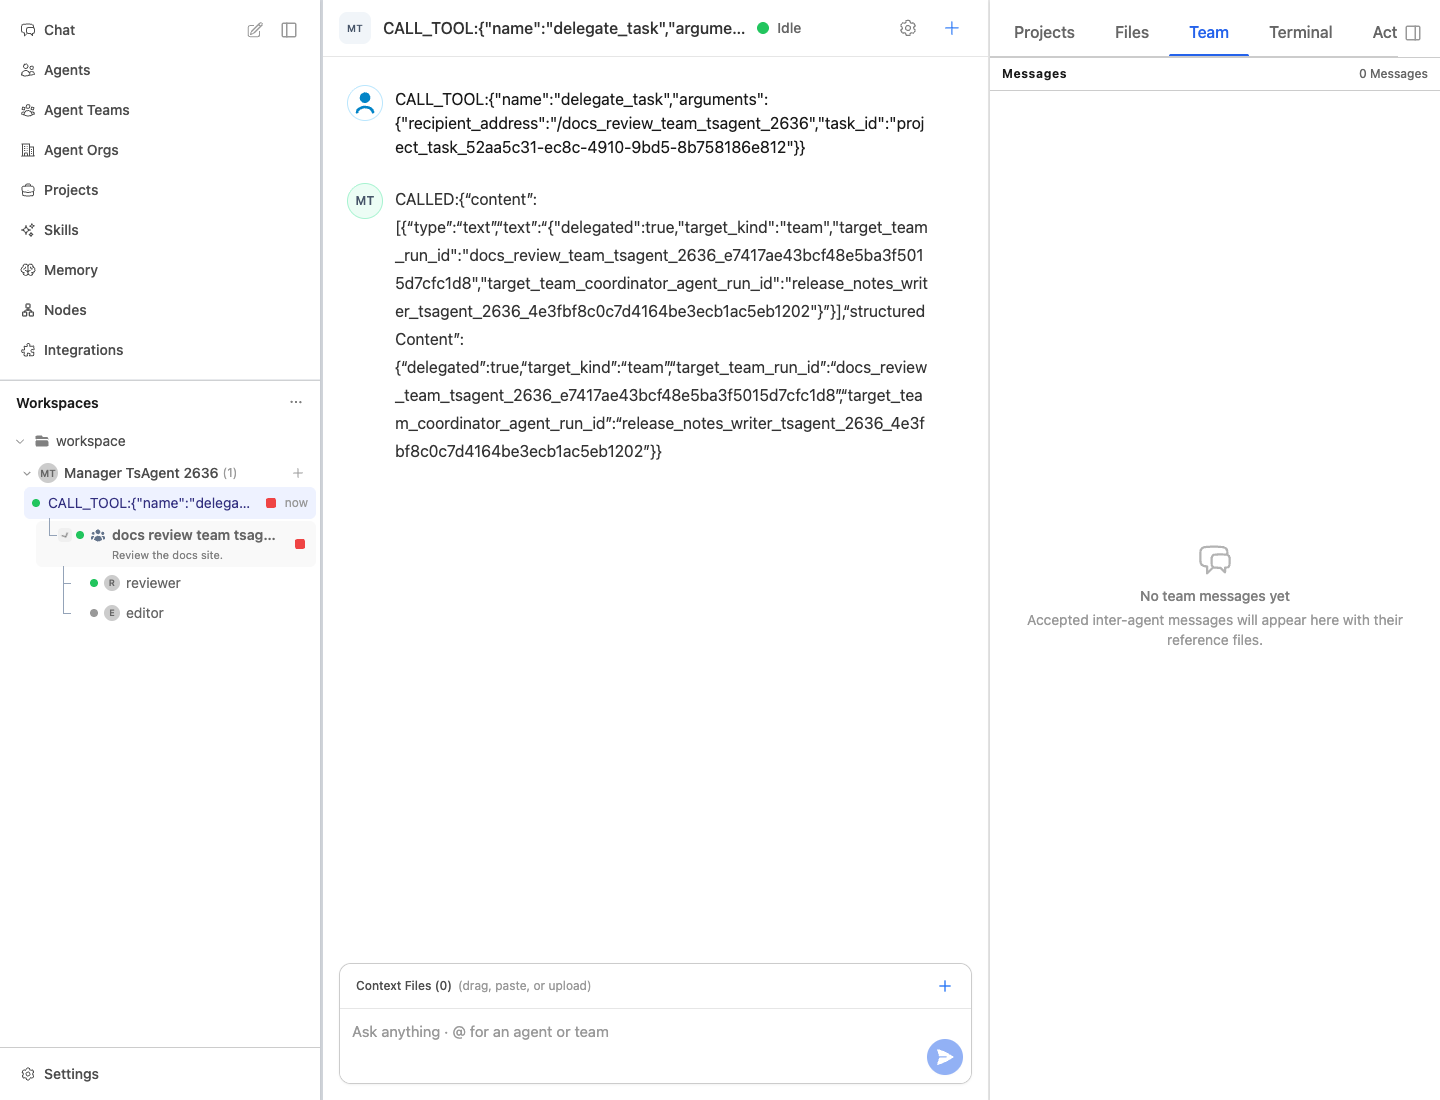 Chat
Agents
Agent Teams
Agent Orgs
Projects
Skills
Memory
Nodes
Integrations
Workspaces
workspace
MT Manager TsAgent 2636 (1)
CALL_TOOL:{"name":"delega... now
docs review team tsag...
Review the docs site.
R reviewer
E editor
Settings
MT CALL_TOOL:{"name":"delegate_task","argume... Idle
CALL_TOOL:{"name":"delegate_task","arguments":
{"recipient_address":"/docs_review_team_tsagent_2636","task_id":"proj
ect_task_52aa5c31-ec8c-4910-9bd5-8b758186e812"}}
MT
CALLED:{“content”:
[{“type”:“text”,“text”:“{"delegated":true,"target_kind":"team","target_team
_run_id":"docs_review_team_tsagent_2636_e7417ae43bcf48e5ba3f501
5d7cfc1d8","target_team_coordinator_agent_run_id":"release_notes_writ
er_tsagent_2636_4e3fbf8c0c7d4164be3ecb1ac5eb1202"}”}],“structured
Content”:
{“delegated”:true,“target_kind”:“team”,“target_team_run_id”:“docs_review
_team_tsagent_2636_e7417ae43bcf48e5ba3f5015d7cfc1d8”,“target_tea
m_coordinator_agent_run_id”:“release_notes_writer_tsagent_2636_4e3f
bf8c0c7d4164be3ecb1ac5eb1202”}}
Context Files (0) (drag, paste, or upload)
Ask anything · @ for an agent or team
Projects Files Team Terminal Act
Messages 0 Messages
No team messages yet
Accepted inter-agent messages will appear here with their
reference files.